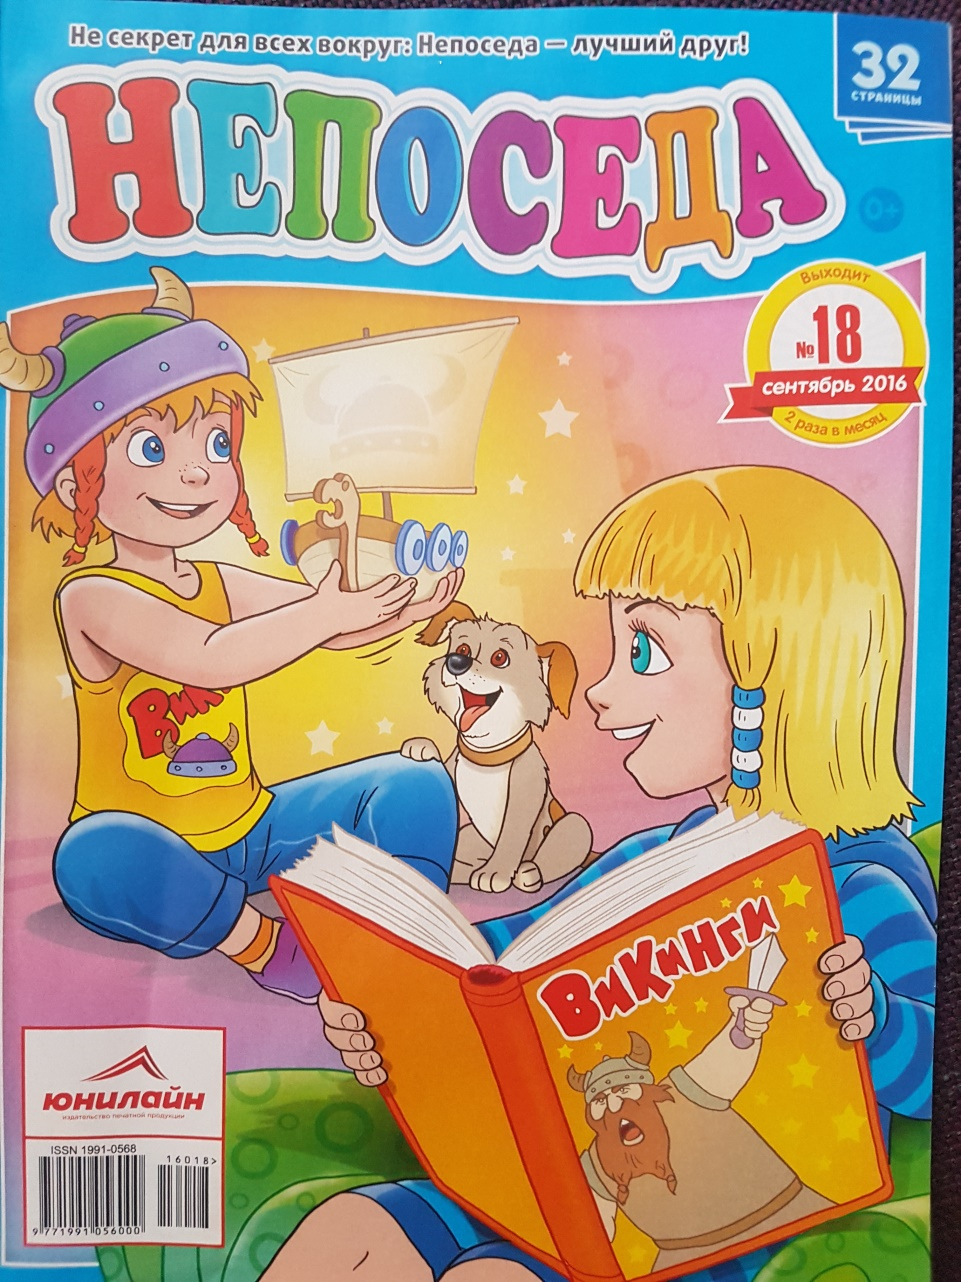 Не секрет для всех вокруг: Непоседа — лучший друг!
32
СТРАНИЦЫ
НЕПОСЕДА
0+
Выходит
№18
сентябрь 2016
2 раза в месяц
Вик
ВИКИНГИ
ЮНИЛАЙН
издательство печатной продукции
ISSN 1991-0568
16018>
9 771991 056000